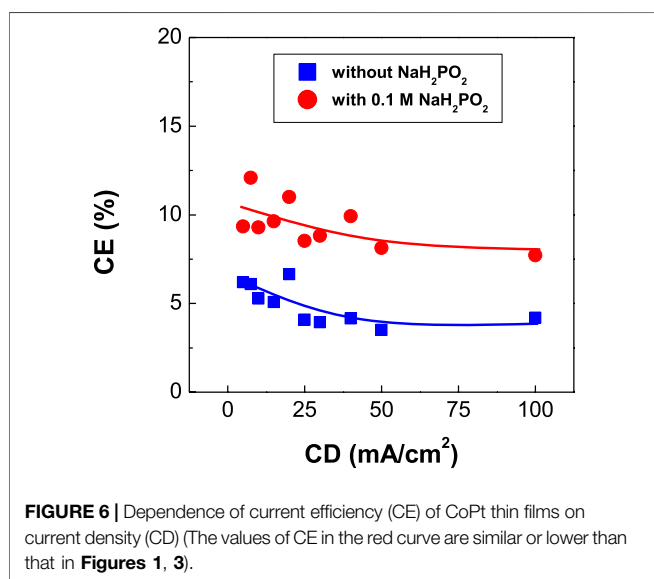 20
15
10
5
0
CE (%)
without NaH₂PO₂
with 0.1 M NaH₂PO₂
0 25 50 75 100
CD (mA/cm²)
FIGURE 6 | Dependence of current efficiency (CE) of CoPt thin films on
current density (CD) (The values of CE in the red curve are similar or lower than
that in Figures 1, 3).